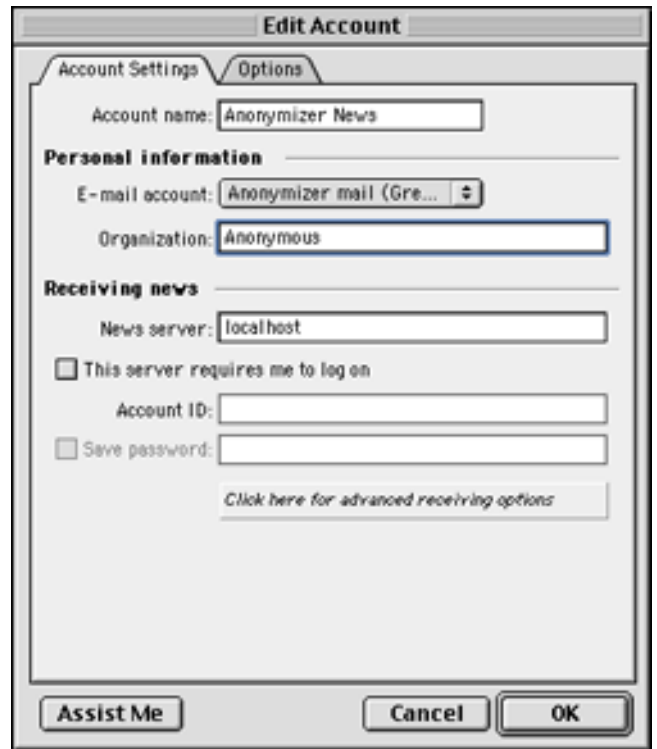 Edit Account
Account Settings Options
Account name: Anonymizer News
Personal information
E-mail account: Anonymizer mail (Gre...
Organization: Anonymous
Receiving news
News server: localhost
This server requires me to log on
Account ID:
Save password:
Click here for advanced receiving options
Assist Me Cancel OK